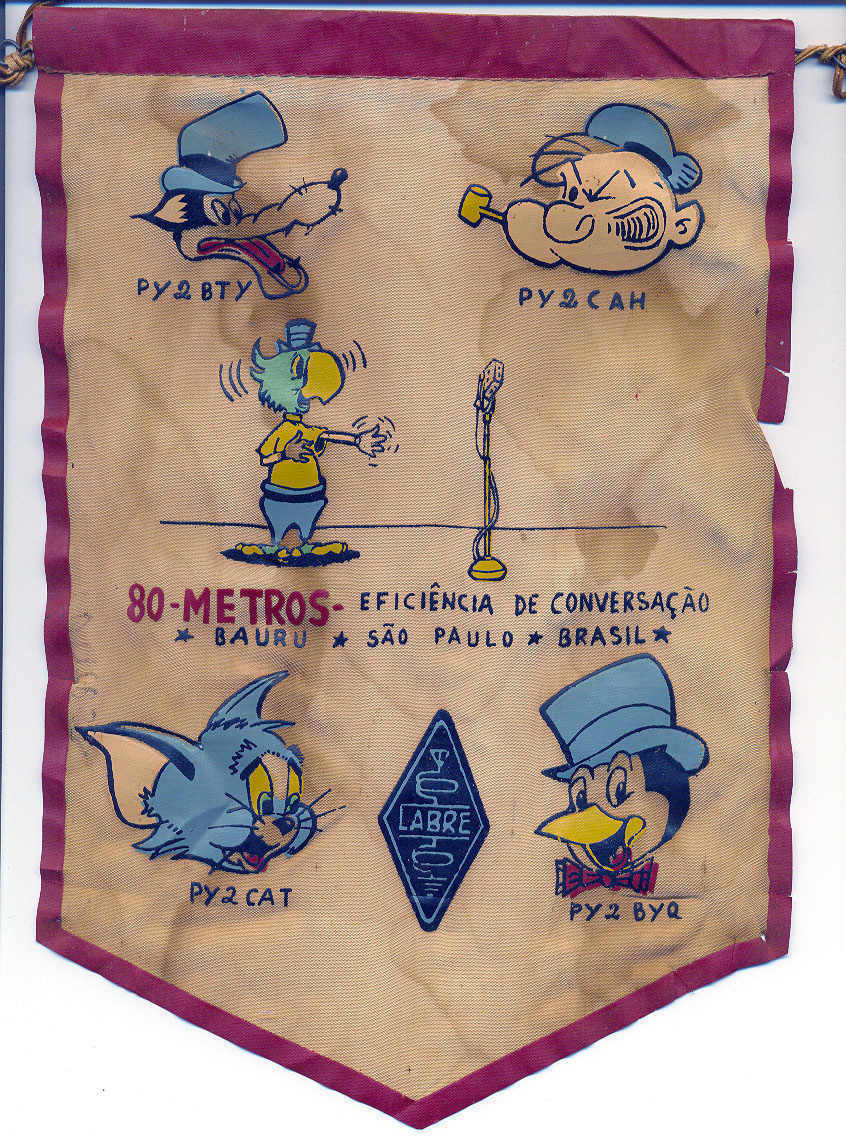 PY2BTY
PY2CAH
80-METROS- EFICIÊNCIA DE CONVERSAÇÃO
★ BAURU ★ SÃO PAULO ★ BRASIL ★
LABRE
PY2CAT
PY2BYQ